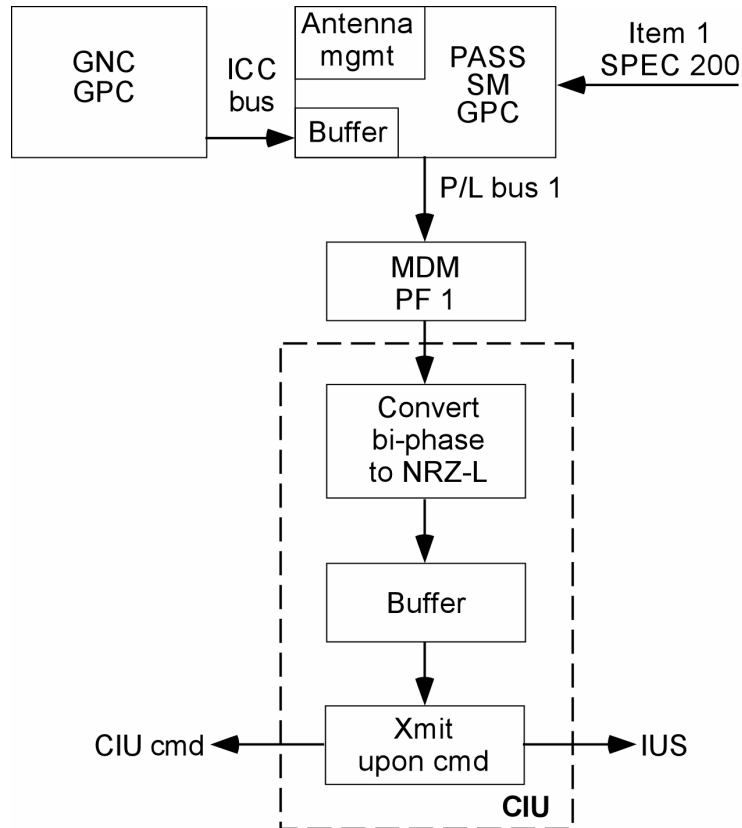 GNC
GPC
ICC
bus
Antenna
mgmt
Buffer
PASS
SM
GPC
Item 1
SPEC 200
P/L bus 1
MDM
PF 1
Convert
bi-phase
to NRZ-L
Buffer
Xmit
upon cmd
CIU cmd
IUS
CIU